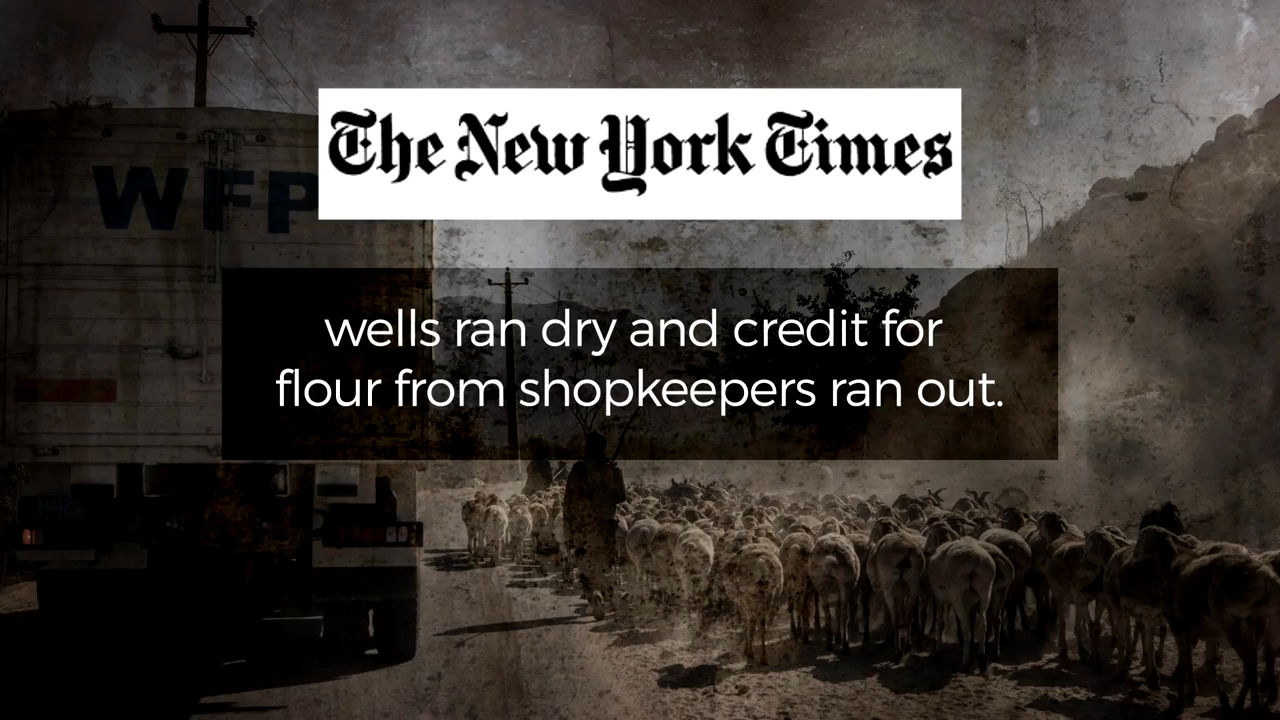 The New York Times
WFP
wells ran dry and credit for
flour from shopkeepers ran out.